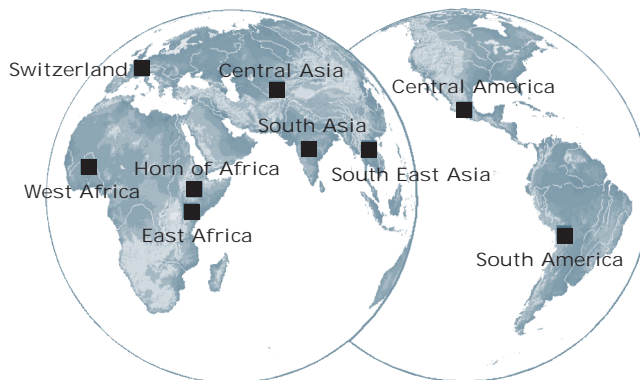 Switzerland
Central Asia
Central America
South Asia
Horn of Africa
South East Asia
West Africa
East Africa
South America